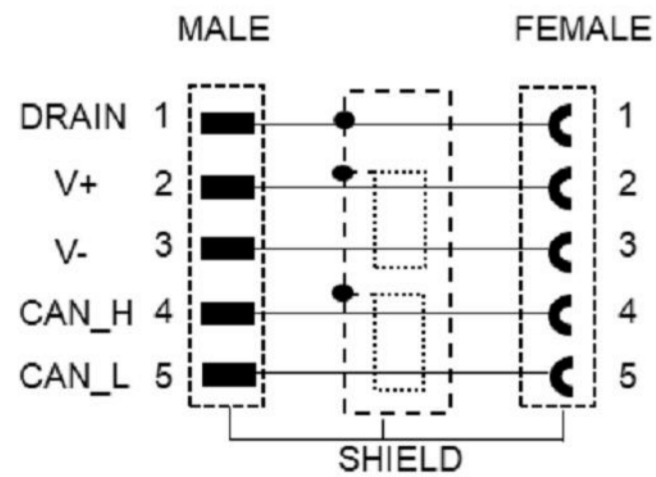 MALE FEMALE
DRAIN 1 1
V+ 2 2
V- 3 3
CAN_H 4 4
CAN_L 5 5
SHIELD